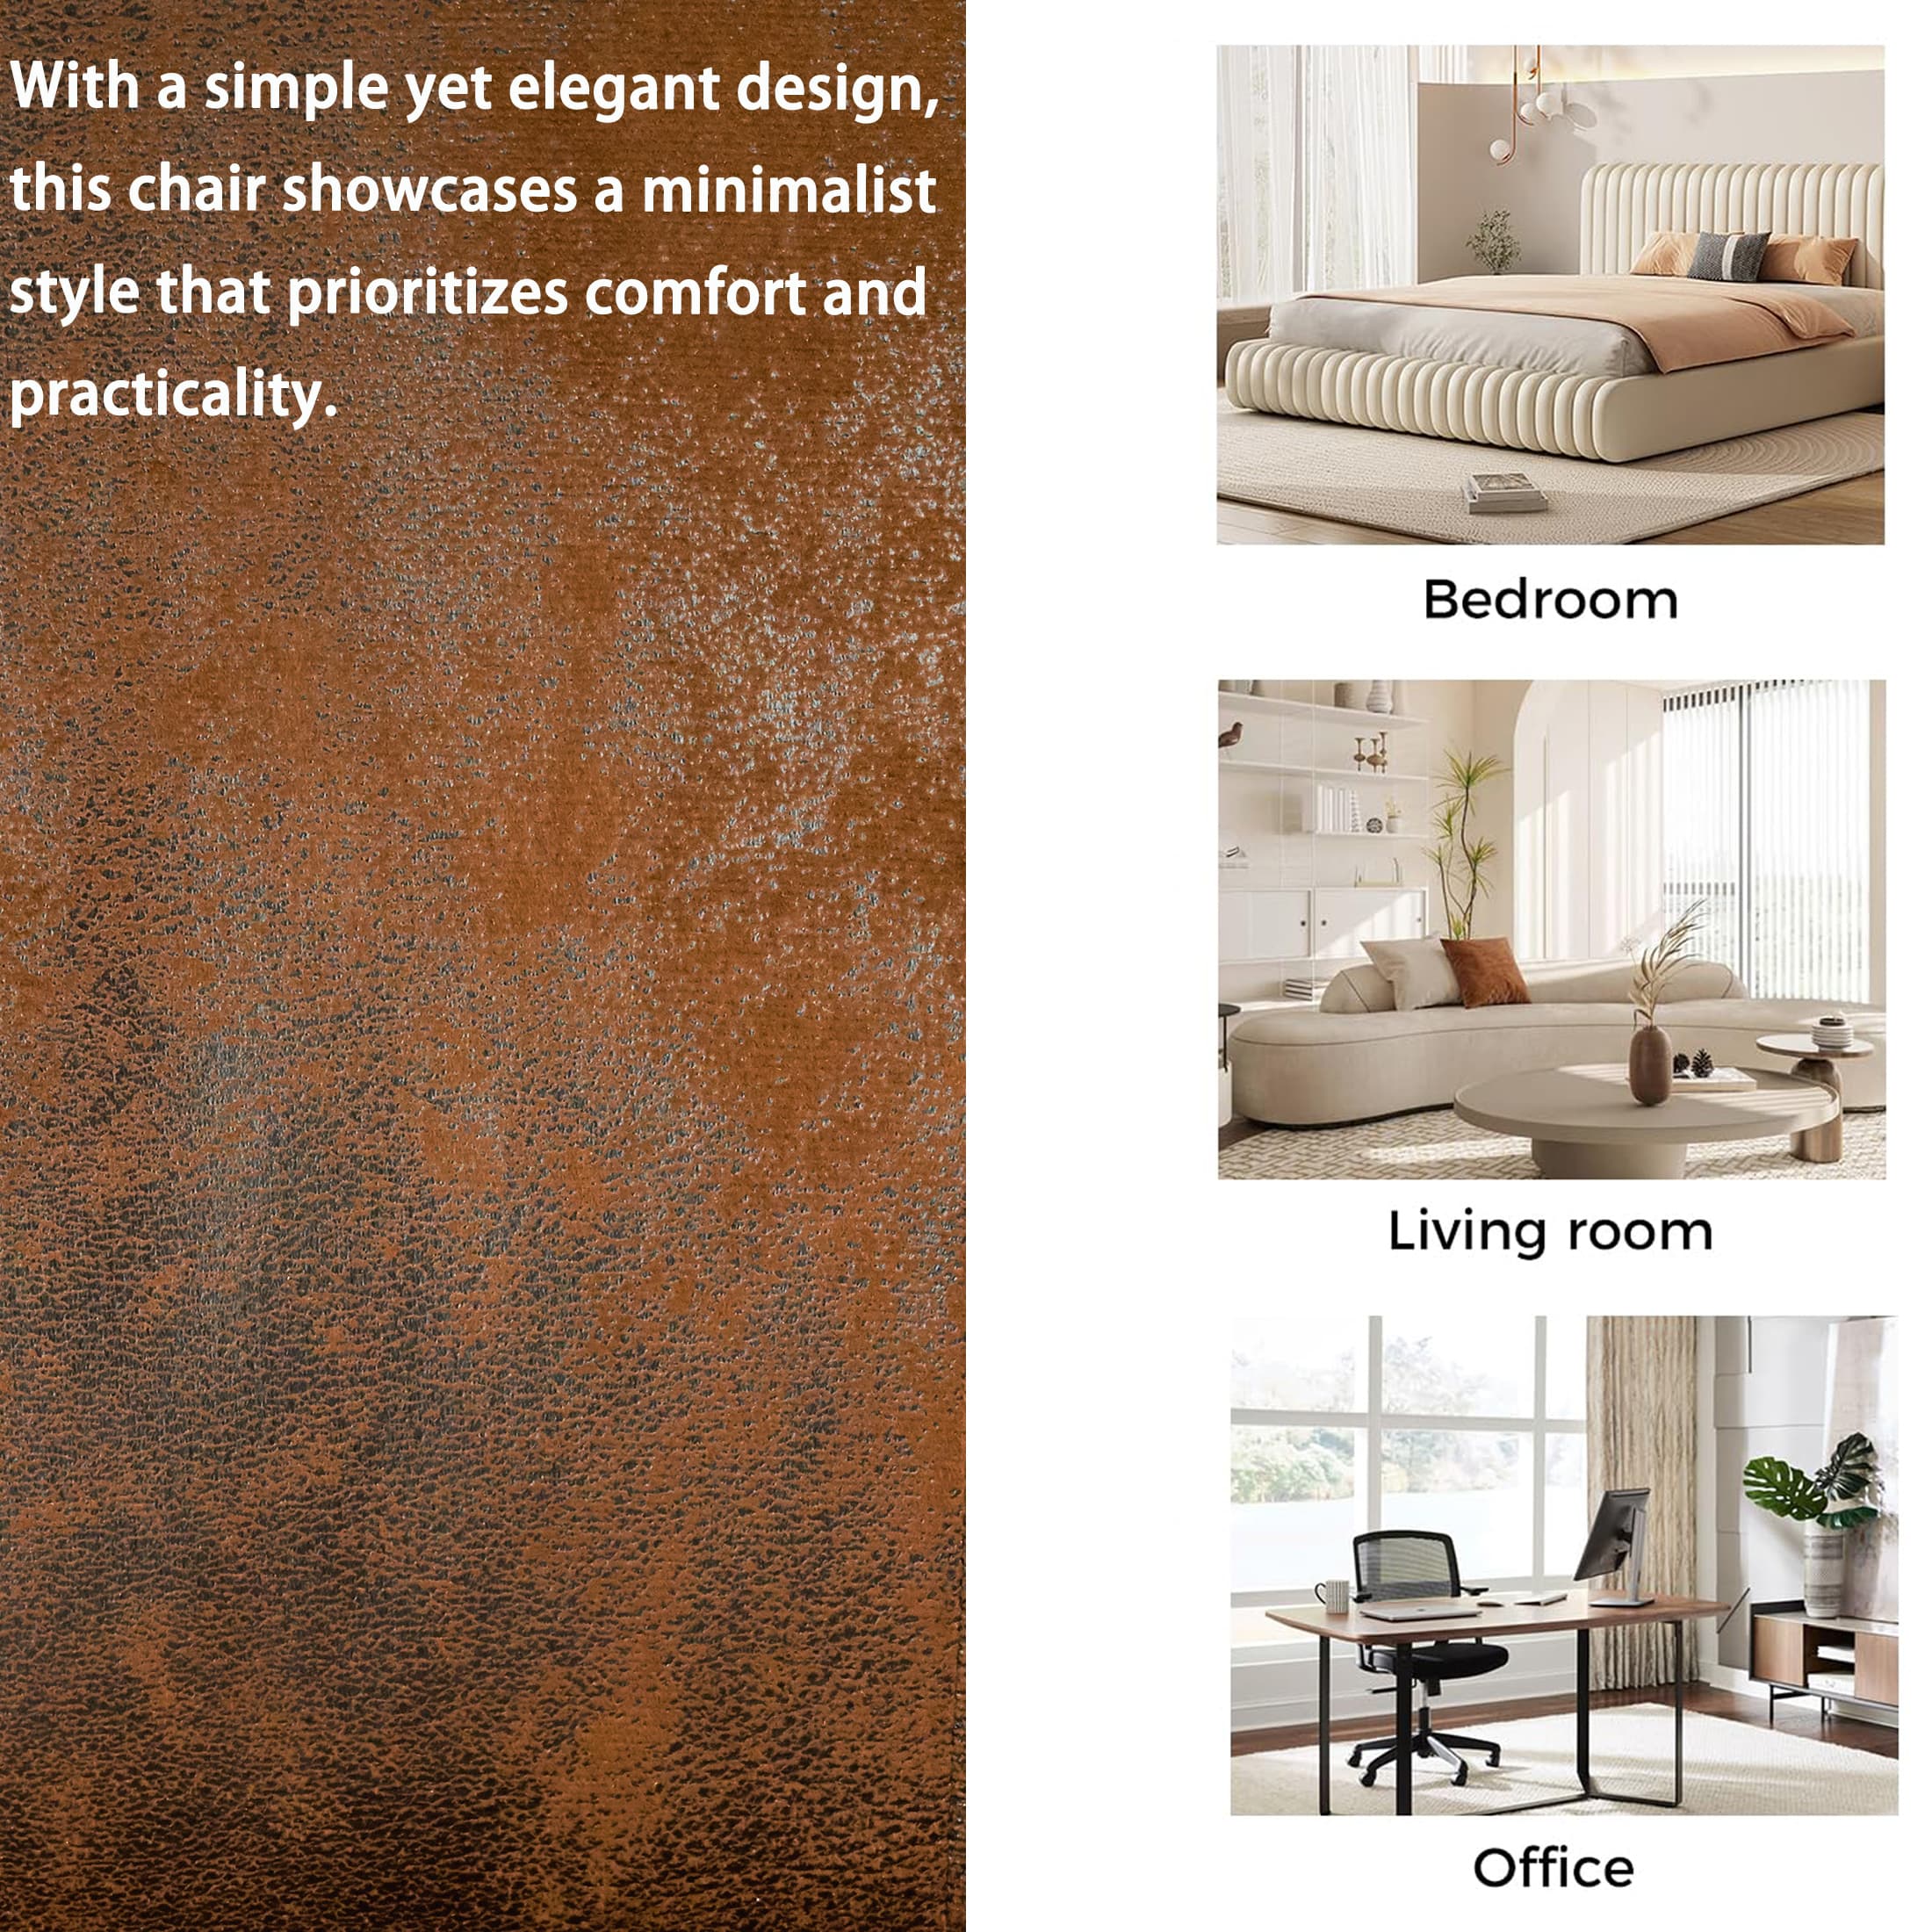 With a simple yet elegant design,
this chair showcases a minimalist
style that prioritizes comfort and
practicality.
Bedroom
Living room
Office